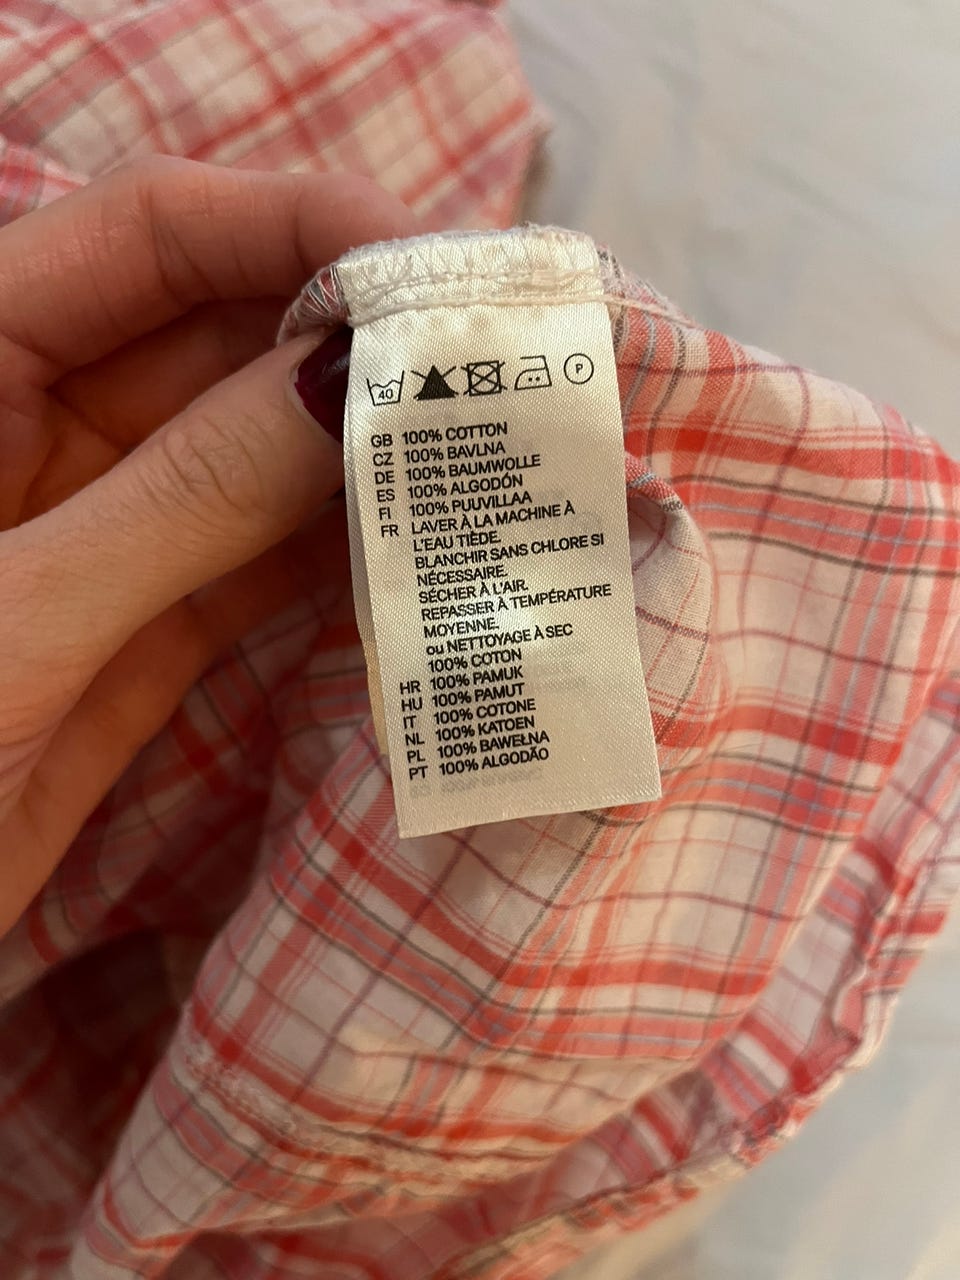 40 P
GB 100% COTTON
CZ 100% BAVLNA
DE 100% BAUMWOLLE
ES 100% ALGODÓN
FI 100% PUUVILLAA
FR LAVER À LA MACHINE À
L'EAU TIÈDE.
BLANCHIR SANS CHLORE SI
NÉCESSAIRE.
SÉCHER À L'AIR.
REPASSER À TEMPÉRATURE
MOYENNE.
ou NETTOYAGE À SEC
100% COTON
HR 100% PAMUK
HU 100% PAMUT
IT 100% COTONE
NL 100% KATOEN
PL 100% BAWEŁNA
PT 100% ALGODÃO